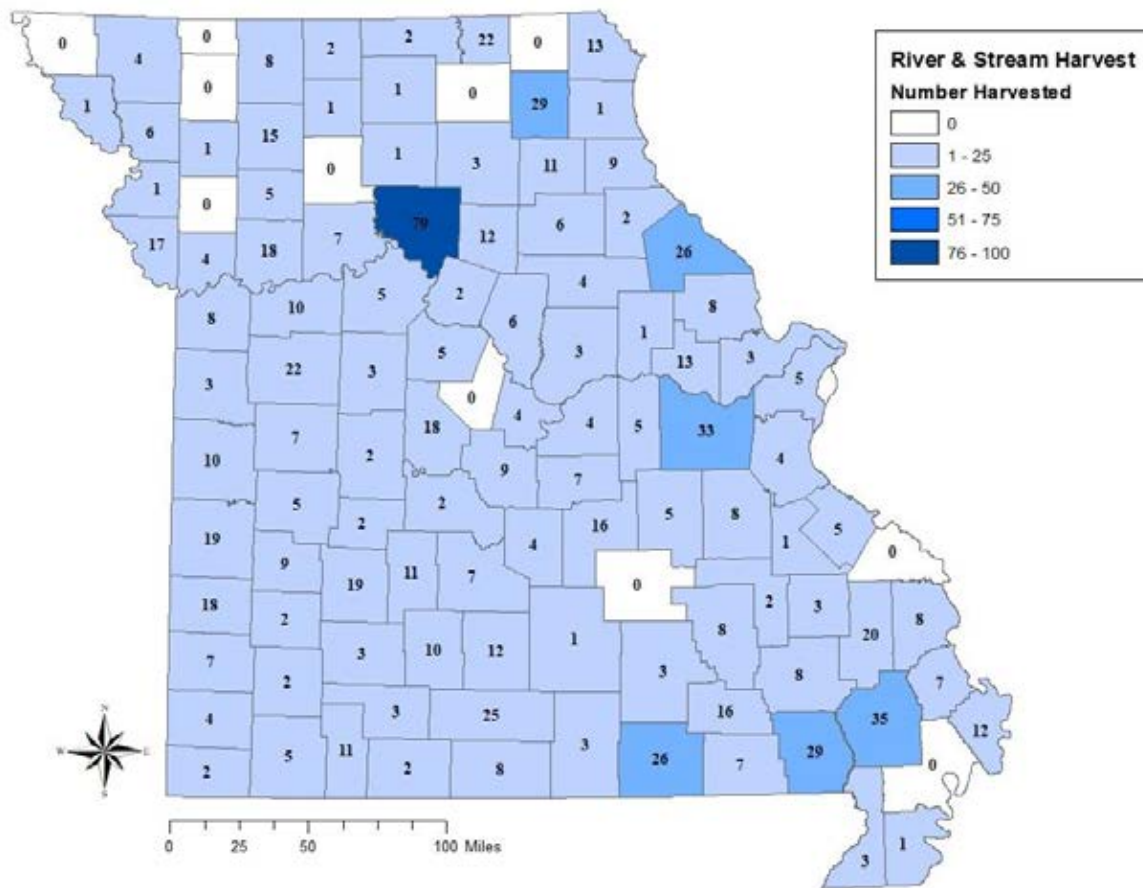 River & Stream Harvest
Number Harvested
0
1 - 25
26 - 50
51 - 75
76 - 100
0 4 0 8 2 2 22 0 13
1 0 1 1 0 29 1
6 1 15 0 1 3 11 9
1 0 5 79 12 6 2 26
17 4 18 7
8 10 5 2 6 4 1 8
3 22 3 5 0 4 3 13 3 5
10 7 2 18 9 4 5 33 4
7
19 5 2 2 4 16 5 8 1 5 0
9 19 11 7 0 2 3
18 2 3 10 12 1 8 20 8
7 2 3 8 7
4 3 25 16 35 12
2 5 11 2 8 3 26 7 29 0
3 1
N
W E
S
0 25 50 100 Miles